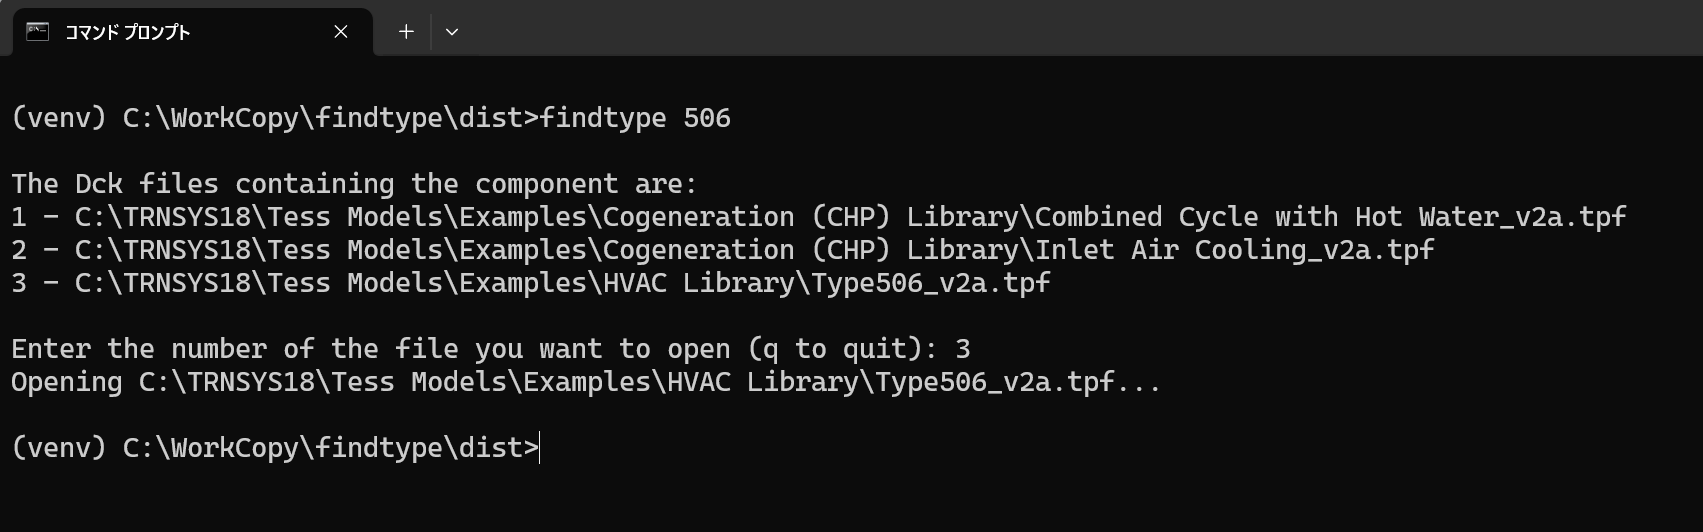 コマンド プロンプト
(venv) C:\WorkCopy\findtype\dist>findtype 506
The Dck files containing the component are:
1 - C:\TRNSYS18\Tess Models\Examples\Cogeneration (CHP) Library\Combined Cycle with Hot Water_v2a.tpf
2 - C:\TRNSYS18\Tess Models\Examples\Cogeneration (CHP) Library\Inlet Air Cooling_v2a.tpf
3 - C:\TRNSYS18\Tess Models\Examples\HVAC Library\Type506_v2a.tpf
Enter the number of the file you want to open (q to quit): 3
Opening C:\TRNSYS18\Tess Models\Examples\HVAC Library\Type506_v2a.tpf...
(venv) C:\WorkCopy\findtype\dist>